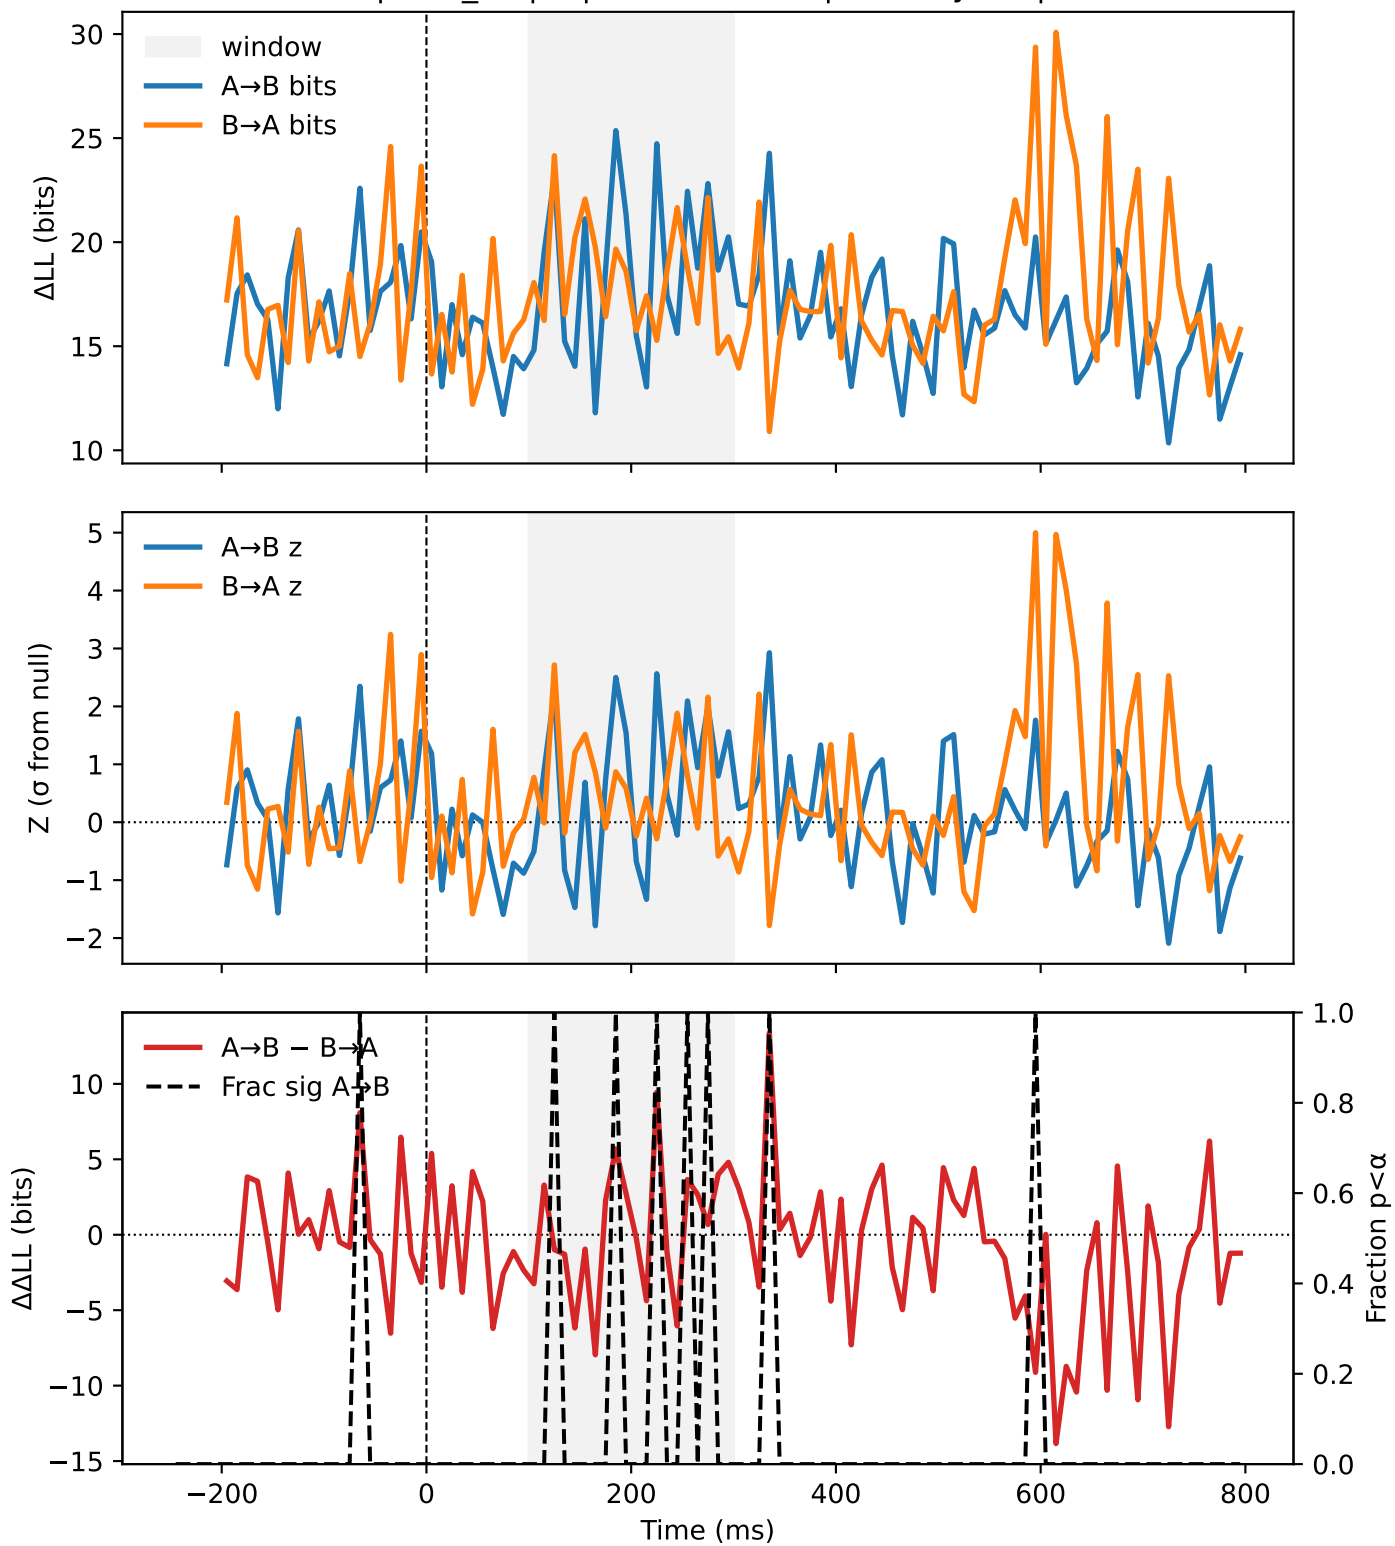 30
25
20
15
10
ΔLL (bits)
window
A→B bits
B→A bits
5
4
3
2
1
0
−1
−2
Z (σ from null)
A→B z
B→A z
10
5
0
−5
−10
−15
ΔΔLL (bits)
A→B − B→A
Frac sig A→B
1.0
0.8
0.6
0.4
0.2
0.0
Fraction p<α
−200 0 200 400 600 800
Time (ms)